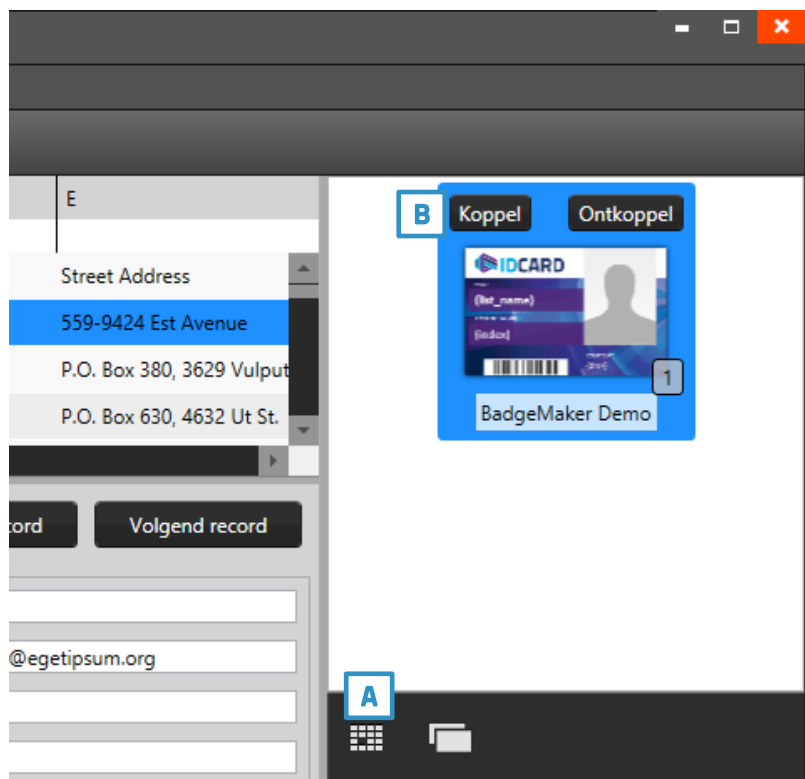 E
B
Koppel
Ontkoppel
IDCARD
{list_name}
{index}
1
BadgeMaker Demo
Street Address
559-9424 Est Avenue
P.O. Box 380, 3629 Vulput
P.O. Box 630, 4632 Ut St.
cord
Volgend record
@egetipsum.org
A